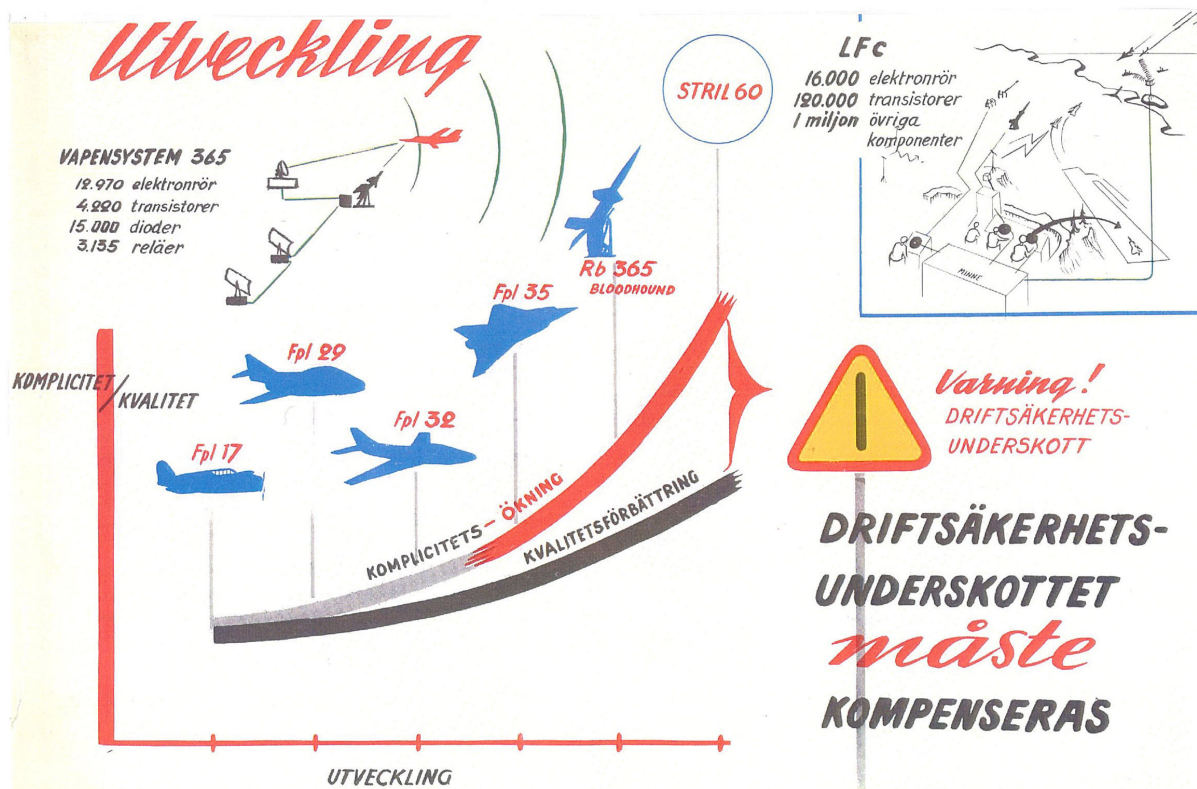 Utveckling
VAPENSYSTEM 365
12.970 elektronrör
4.220 transistorer
15.000 dioder
3.135 reläer
STRIL 60
LFC
16.000 elektronrör
120.000 transistorer
1 miljon övriga
komponenter
MINNE
Rb 365
BLOODHOUND
Fpl 35
Fpl 29
Fpl 32
Fpl 17
KOMPLICITET/
KVALITET
KOMPLICITETS-ÖKNING
KVALITETSFÖRBÄTTRING
UTVECKLING
Varning!
DRIFTSÄKERHETS-
UNDERSKOTT
DRIFTSÄKERHETS-
UNDERSKOTTET
måste
KOMPENSERAS